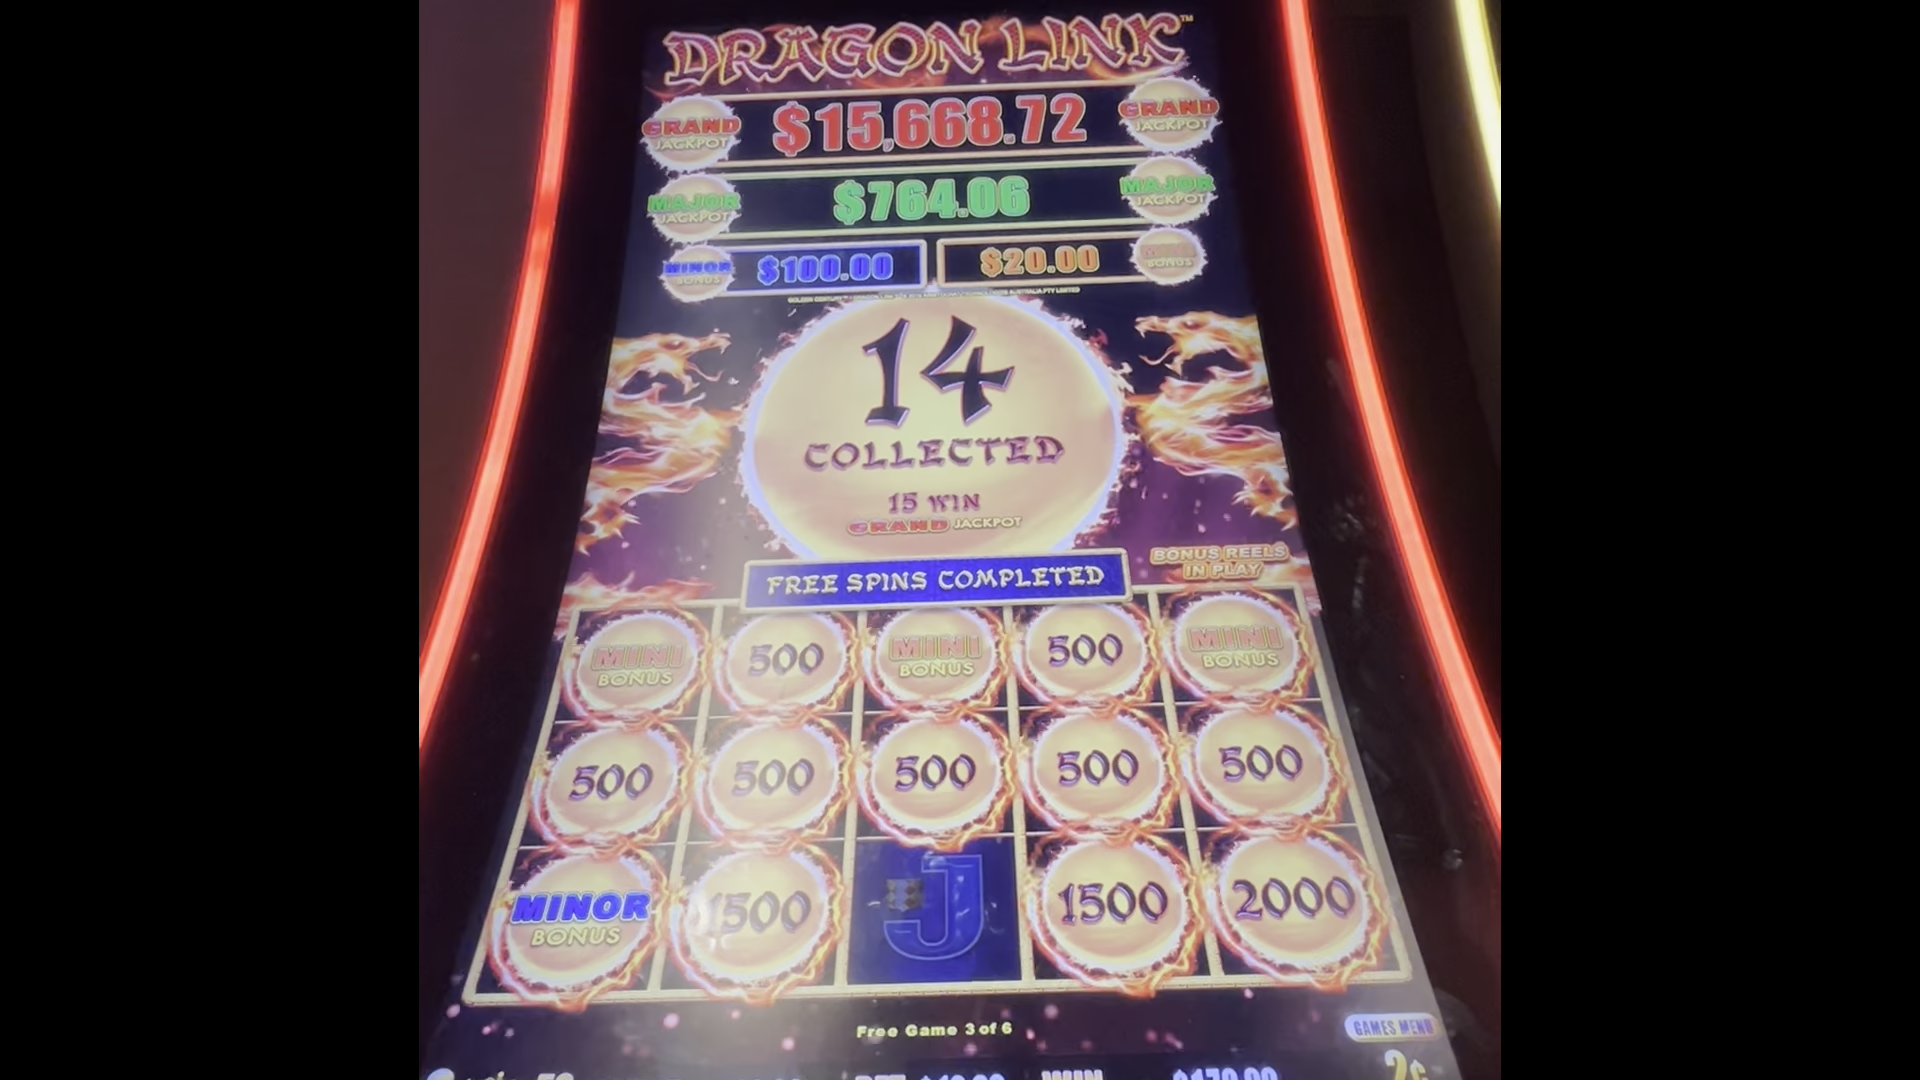 DRAGON LINK™
GRAND JACKPOT $15,668.72 GRAND JACKPOT
MAJOR JACKPOT $764.06 MAJOR JACKPOT
MINOR BONUS $100.00 $20.00 BONUS
14
COLLECTED
15 WIN
GRAND JACKPOT
BONUS REELS
IN PLAY
FREE SPINS COMPLETED
MINI BONUS 500 MINI BONUS 500 MINI BONUS
500 500 500 500 500
MINOR BONUS 1500 J 1500 2000
Free Game 3 of 6
GAMES MENU
2¢